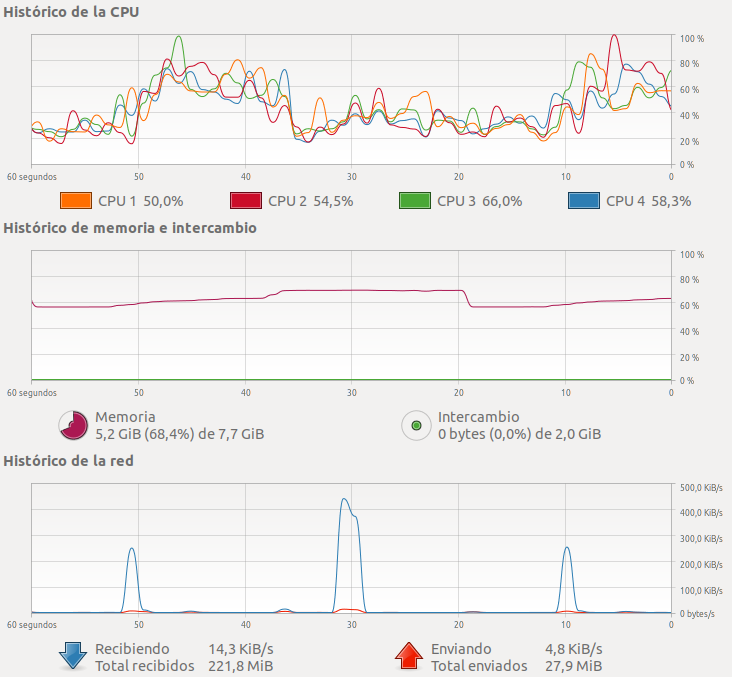 Histórico de la CPU
100 %
80 %
60 %
40 %
20 %
0 %
60 segundos 50 40 30 20 10 0
CPU 1 50,0% CPU 2 54,5% CPU 3 66,0% CPU 4 58,3%
Histórico de memoria e intercambio
100 %
80 %
60 %
40 %
20 %
0 %
60 segundos 50 40 30 20 10 0
Memoria Intercambio
5,2 GiB (68,4%) de 7,7 GiB 0 bytes (0,0%) de 2,0 GiB
Histórico de la red
500,0 KiB/s
400,0 KiB/s
300,0 KiB/s
200,0 KiB/s
100,0 KiB/s
0 bytes/s
60 segundos 50 40 30 20 10 0
Recibiendo 14,3 KiB/s Enviando 4,8 KiB/s
Total recibidos 221,8 MiB Total enviados 27,9 MiB